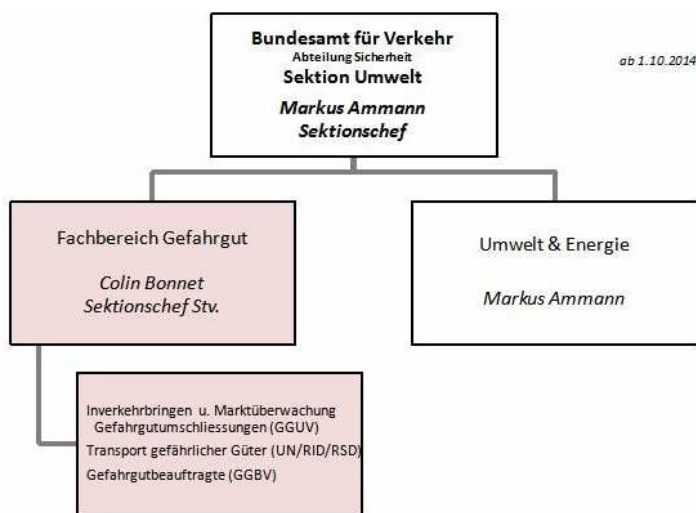 Bundesamt für Verkehr
Abteilung Sicherheit
Sektion Umwelt
Markus Ammann
Sektionschef
ab 1.10.2014
Fachbereich Gefahrgut
Colin Bonnet
Sektionschef Stv.
Umwelt & Energie
Markus Ammann
Inverkehrbringen u. Marktüberwachung
Gefahrgutumschliessungen (GGUV)
Transport gefährlicher Güter (UN/RID/RSD)
Gefahrgutbeauftragte (GGBV)